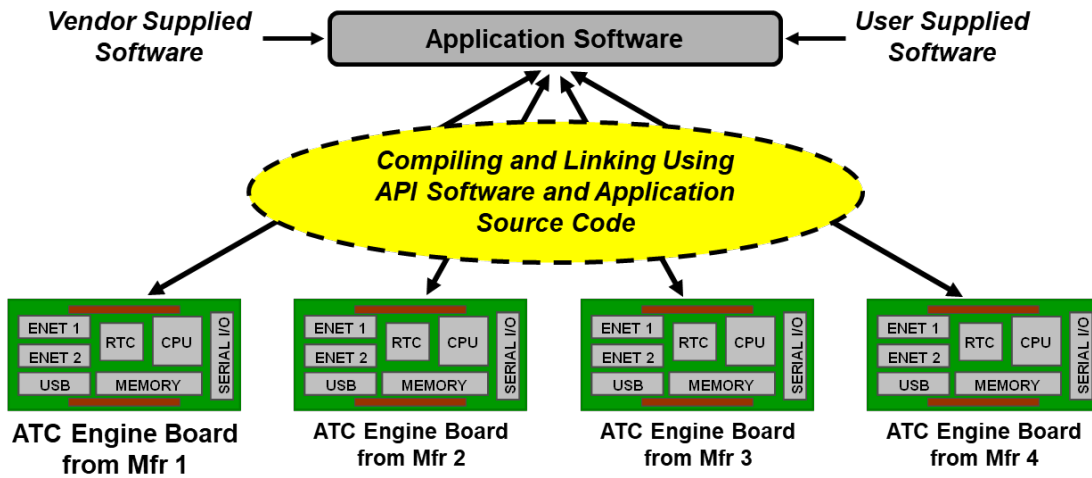 Vendor Supplied
Software
Application Software
User Supplied
Software
Compiling and Linking Using
API Software and Application
Source Code
ENET 1
ENET 2
USB
RTC
CPU
MEMORY
SERIAL I/O
ATC Engine Board
from Mfr 1
ENET 1
ENET 2
USB
RTC
CPU
MEMORY
SERIAL I/O
ATC Engine Board
from Mfr 2
ENET 1
ENET 2
USB
RTC
CPU
MEMORY
SERIAL I/O
ATC Engine Board
from Mfr 3
ENET 1
ENET 2
USB
RTC
CPU
MEMORY
SERIAL I/O
ATC Engine Board
from Mfr 4